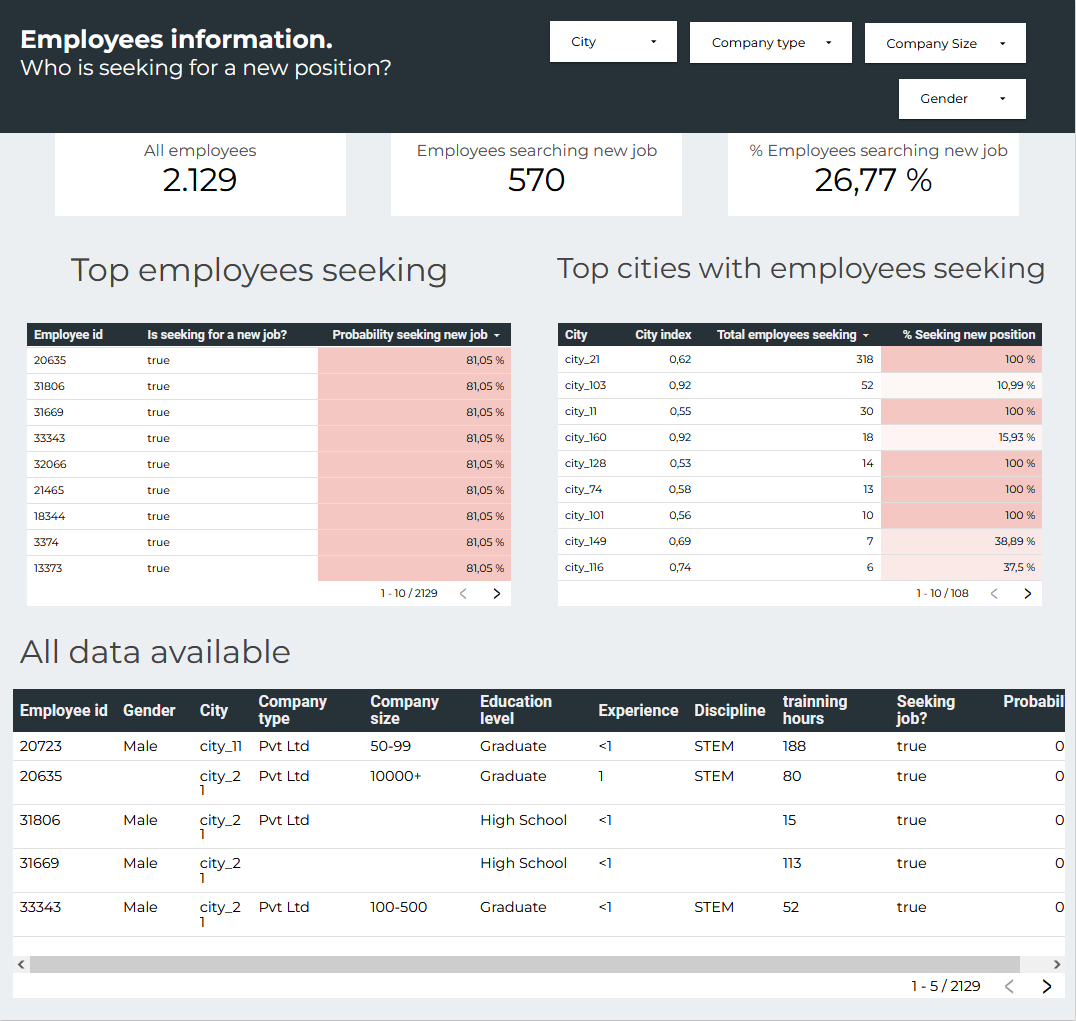 Employees information.
Who is seeking for a new position?
City
Company type
Company Size
Gender
All employees
2.129
Employees searching new job
570
% Employees searching new job
26,77 %
Top employees seeking
Employee id Is seeking for a new job? Probability seeking new job
20635 true 81,05 %
31806 true 81,05 %
31669 true 81,05 %
33343 true 81,05 %
32066 true 81,05 %
21465 true 81,05 %
18344 true 81,05 %
3374 true 81,05 %
13373 true 81,05 %
1 - 10 / 2129
Top cities with employees seeking
City City index Total employees seeking % Seeking new position
city_21 0,62 318 100 %
city_103 0,92 52 10,99 %
city_11 0,55 30 100 %
city_160 0,92 18 15,93 %
city_128 0,53 14 100 %
city_74 0,58 13 100 %
city_101 0,56 10 100 %
city_149 0,69 7 38,89 %
city_116 0,74 6 37,5 %
1 - 10 / 108
All data available
Employee id Gender City Company type Company size Education level Experience Discipline trainning hours Seeking job? Probabil
20723 Male city_11 Pvt Ltd 50-99 Graduate <1 STEM 188 true 0
20635 city_21 Pvt Ltd 10000+ Graduate 1 STEM 80 true 0
31806 Male city_21 Pvt Ltd High School <1 15 true 0
31669 Male city_21 High School <1 113 true 0
33343 Male city_21 Pvt Ltd 100-500 Graduate <1 STEM 52 true 0
1 - 5 / 2129